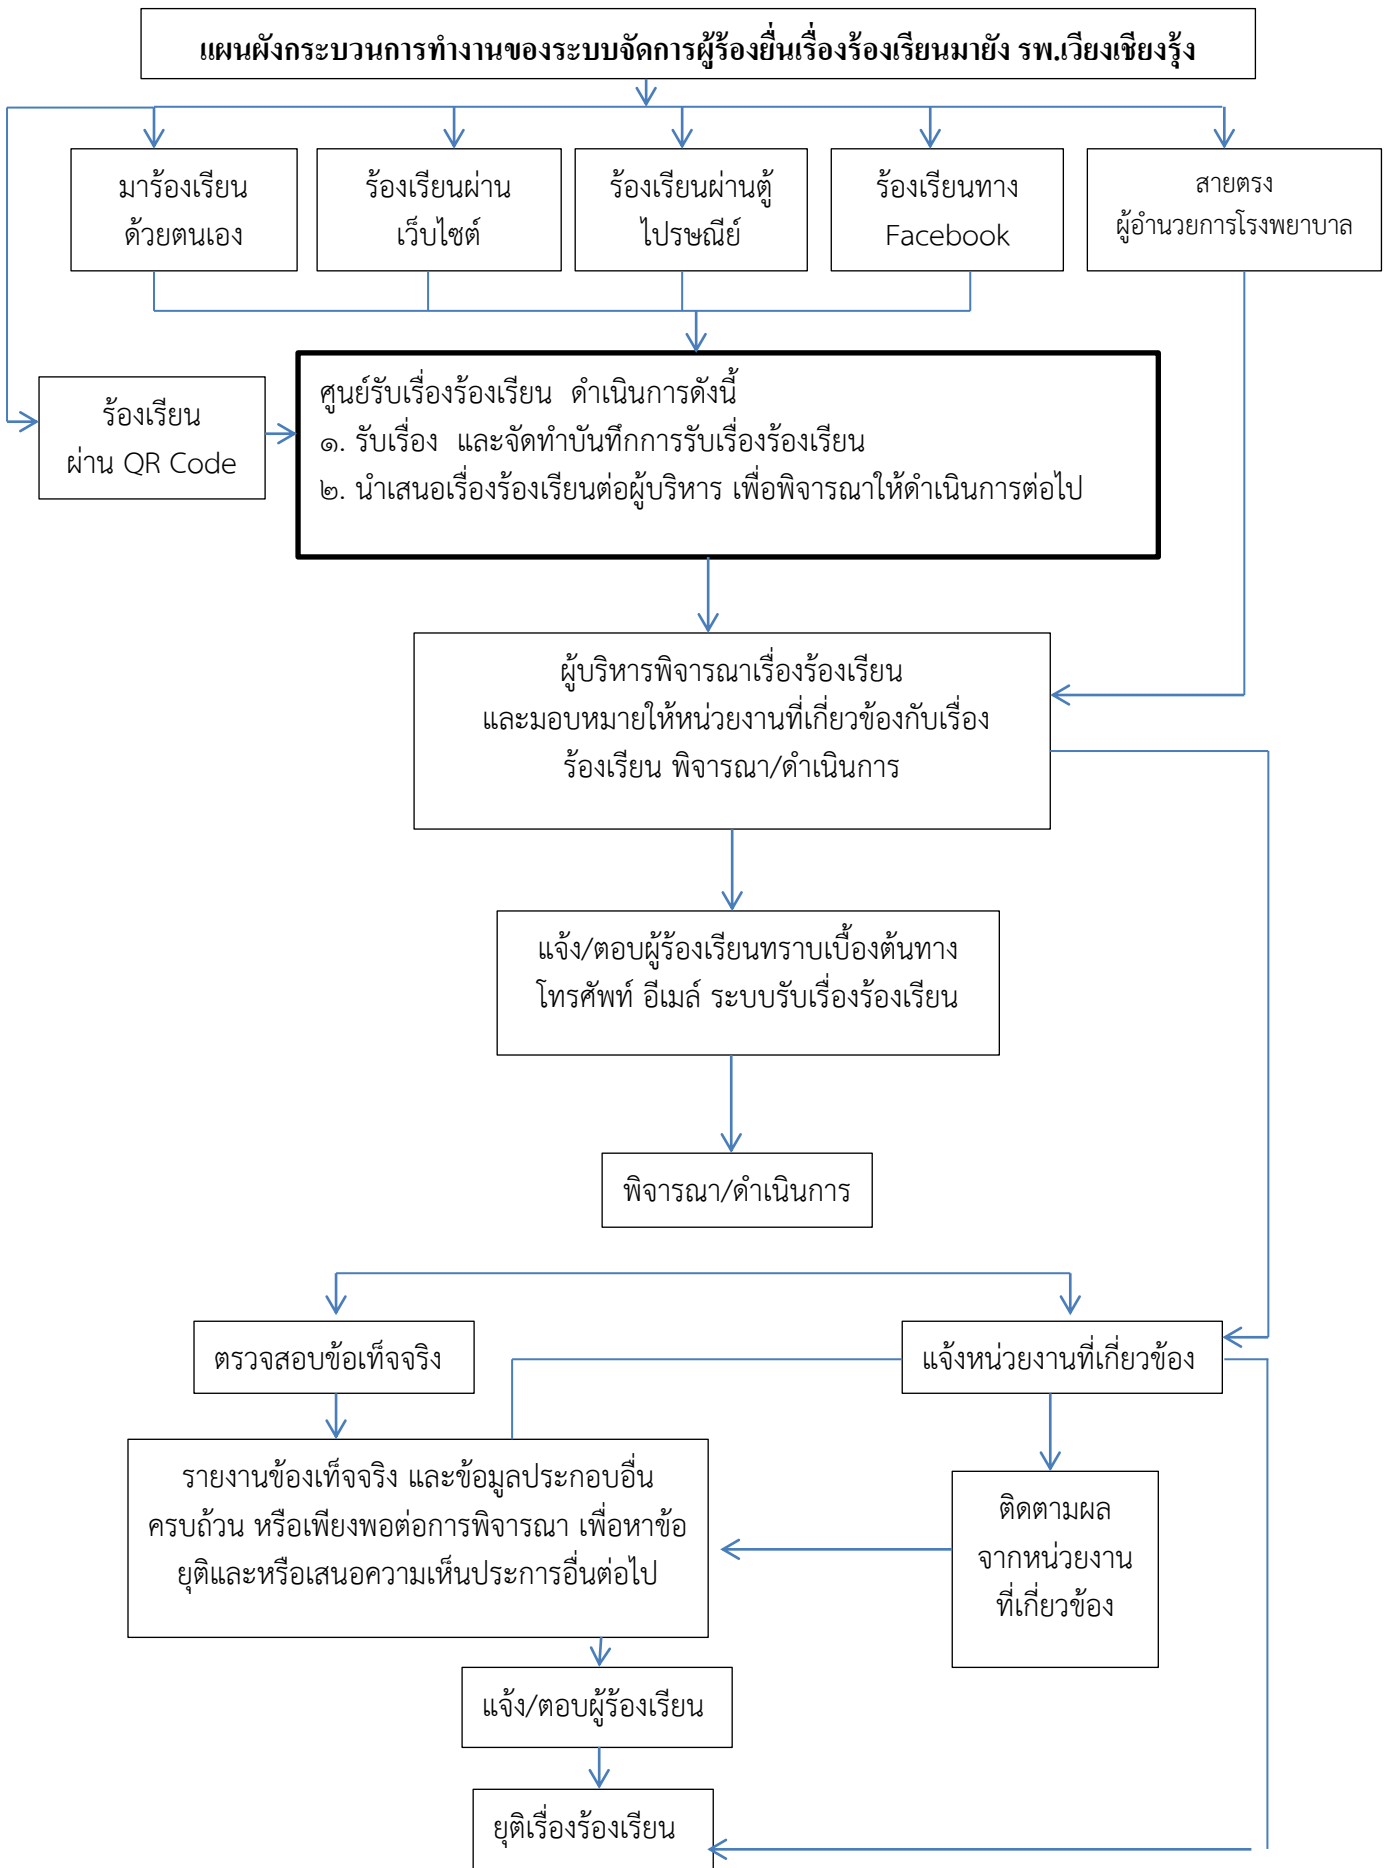 แผนผังกระบวนการทำงานของระบบจัดการผู้ร้องยื่นเรื่องร้องเรียนมายัง รพ.เวียงเชียงรุ้ง
มาร้องเรียน
ด้วยตนเอง
ร้องเรียนผ่าน
เว็บไซต์
ร้องเรียนผ่านตู้
ไปรษณีย์
ร้องเรียนทาง
Facebook
สายตรง
ผู้อำนวยการโรงพยาบาล
ร้องเรียน
ผ่าน QR Code
ศูนย์รับเรื่องร้องเรียน ดำเนินการดังนี้
๑. รับเรื่อง และจัดทำบันทึกการรับเรื่องร้องเรียน
๒. นำเสนอเรื่องร้องเรียนต่อผู้บริหาร เพื่อพิจารณาให้ดำเนินการต่อไป
ผู้บริหารพิจารณาเรื่องร้องเรียน
และมอบหมายให้หน่วยงานที่เกี่ยวข้องกับเรื่อง
ร้องเรียน พิจารณา/ดำเนินการ
แจ้ง/ตอบผู้ร้องเรียนทราบเบื้องต้นทาง
โทรศัพท์ อีเมล์ ระบบรับเรื่องร้องเรียน
พิจารณา/ดำเนินการ
ตรวจสอบข้อเท็จจริง
แจ้งหน่วยงานที่เกี่ยวข้อง
รายงานข้องเท็จจริง และข้อมูลประกอบอื่น
ครบถ้วน หรือเพียงพอต่อการพิจารณา เพื่อหาข้อ
ยุติและหรือเสนอความเห็นประการอื่นต่อไป
ติดตามผล
จากหน่วยงาน
ที่เกี่ยวข้อง
แจ้ง/ตอบผู้ร้องเรียน
ยุติเรื่องร้องเรียน